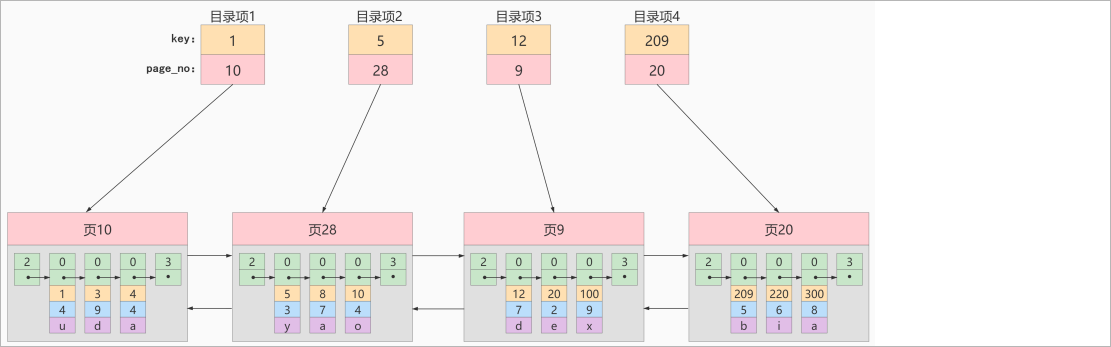 目录项1 目录项2 目录项3 目录项4
key: 1 5 12 209
page_no: 10 28 9 20
页10 页28 页9 页20
2 0 0 0 3 2 0 0 0 3 2 0 0 0 3 2 0 0 0 3
1 3 4 5 8 10 12 20 100 209 220 300
4 9 4 3 7 4 7 2 9 5 6 8
u d a y a o d e x b i a